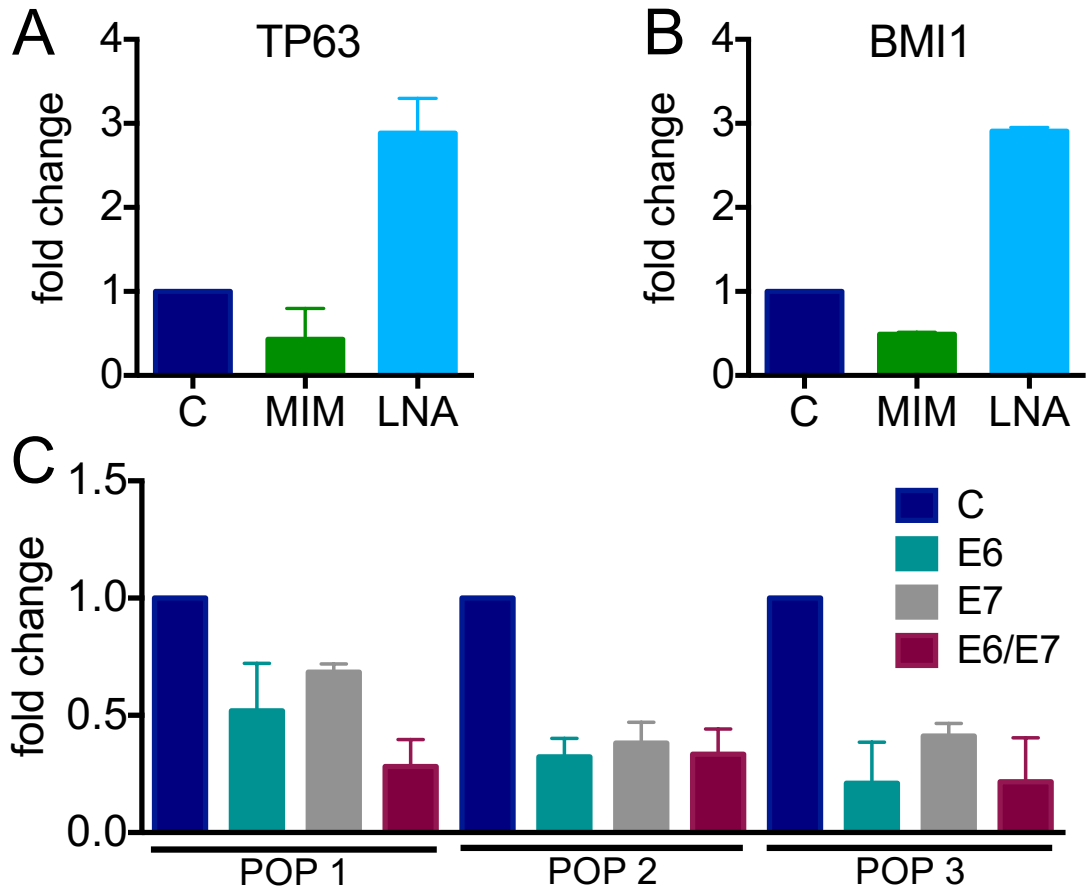 A
TP63
fold change
4
3
2
1
0
C
MIM
LNA
B
BMI1
fold change
4
3
2
1
0
C
MIM
LNA
C
fold change
1.5
1.0
0.5
0.0
C
E6
E7
E6/E7
POP 1
POP 2
POP 3